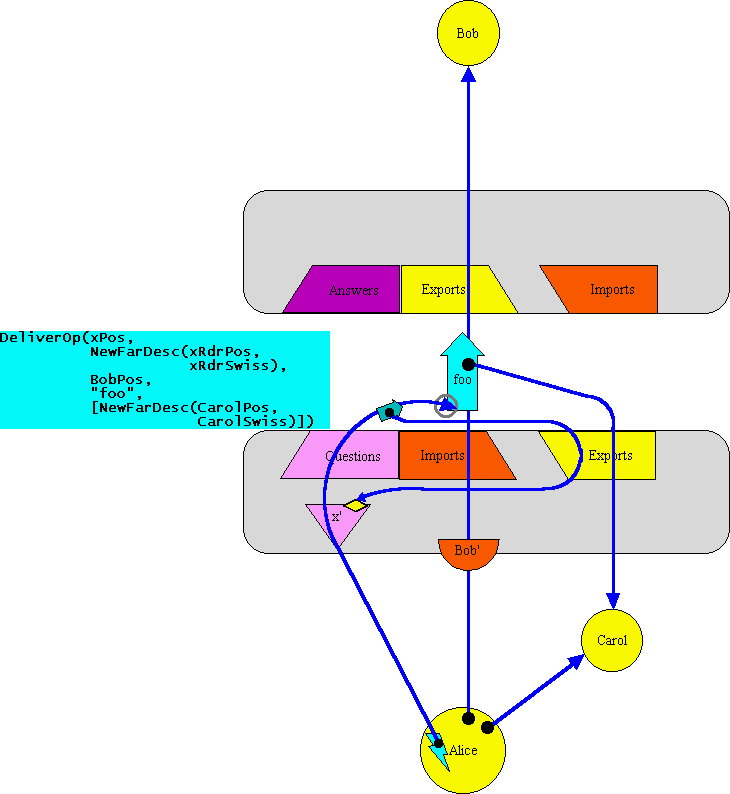 Bob
Answers
Exports
Imports
DeliverOp(xPos,
NewFarDesc(xRdrPos,
xRdrSwiss),
BobPos,
"foo",
[NewFarDesc(CarolPos,
CarolSwiss)])
foo
Questions
Imports
Exports
x'
Bob'
Carol
Alice